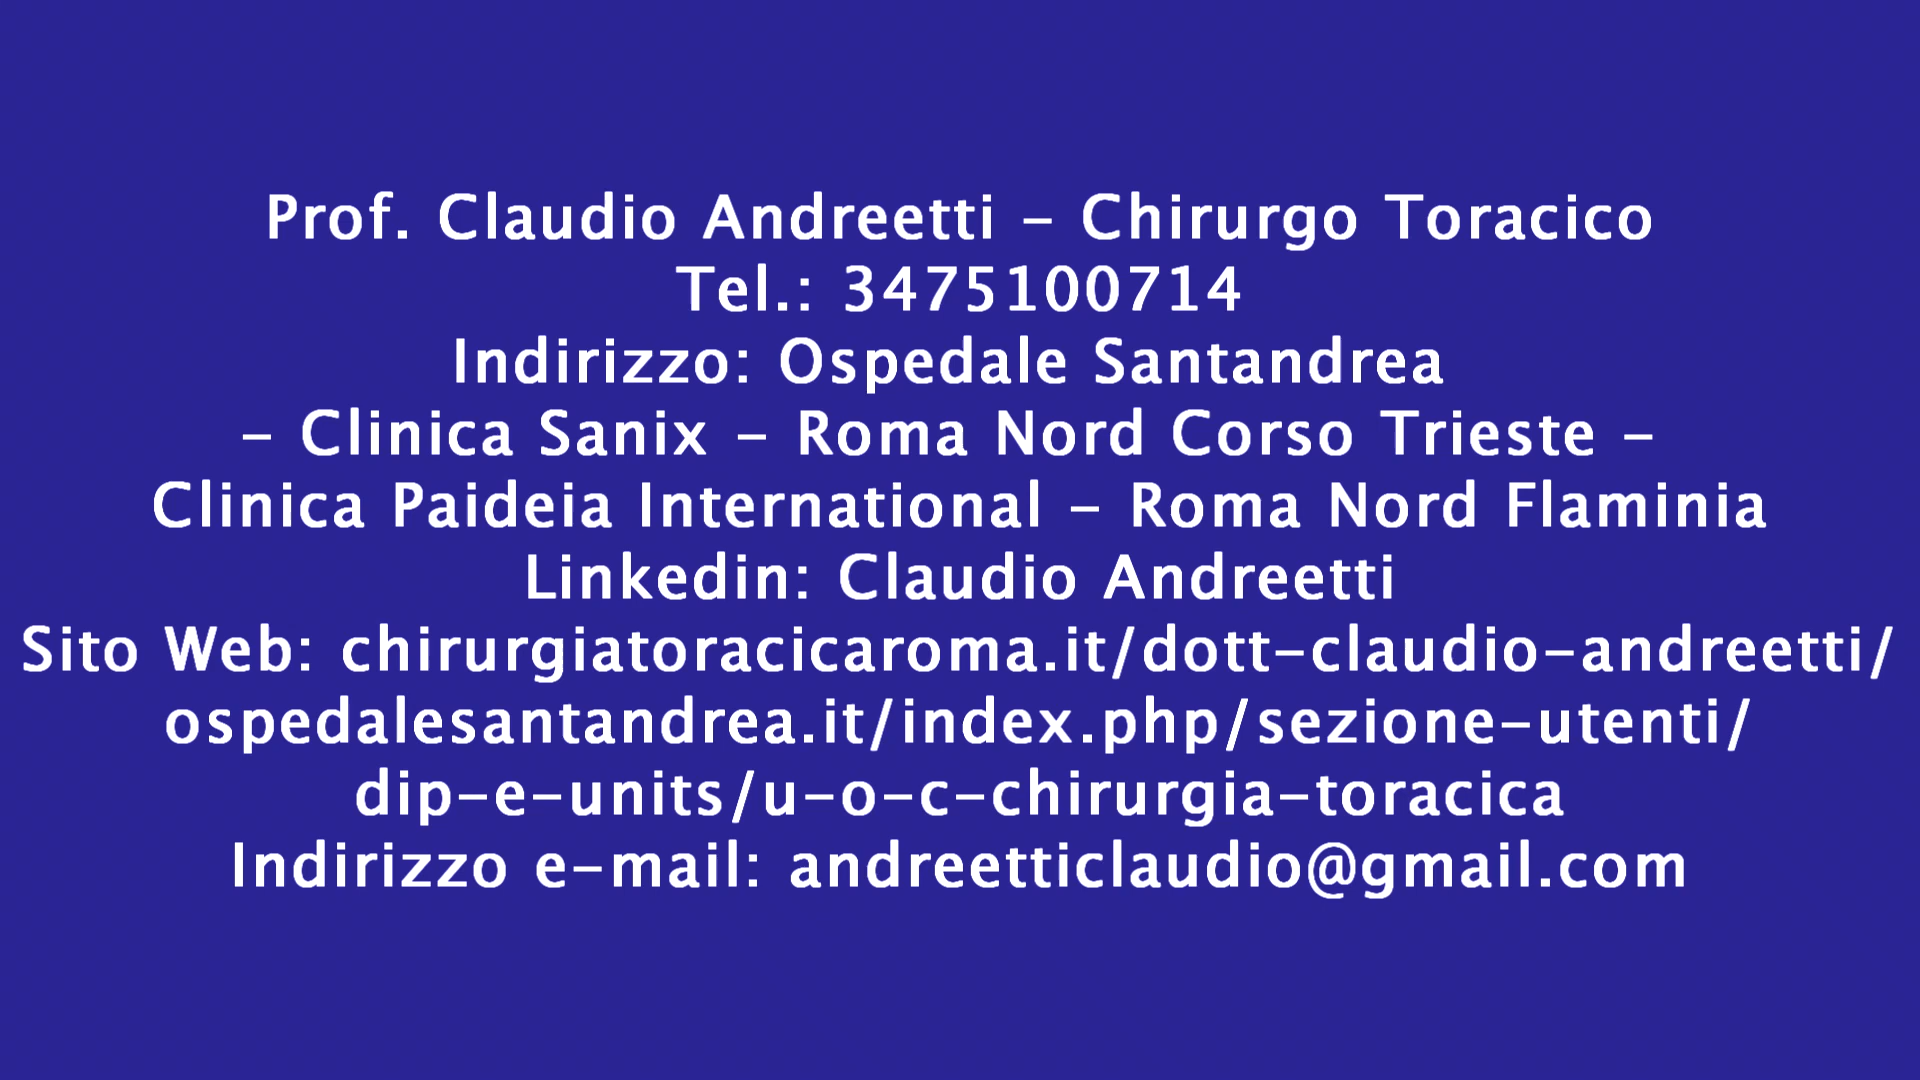 Prof. Claudio Andreetti - Chirurgo Toracico
Tel.: 3475100714
Indirizzo: Ospedale Santandrea
- Clinica Sanix - Roma Nord Corso Trieste -
Clinica Paideia International - Roma Nord Flaminia
Linkedin: Claudio Andreetti
Sito Web: chirurgiatoracicaroma.it/dott-claudio-andreetti/
ospedalesantandrea.it/index.php/sezione-utenti/
dip-e-units/u-o-c-chirurgia-toracica
Indirizzo e-mail: andreetticlaudio@gmail.com